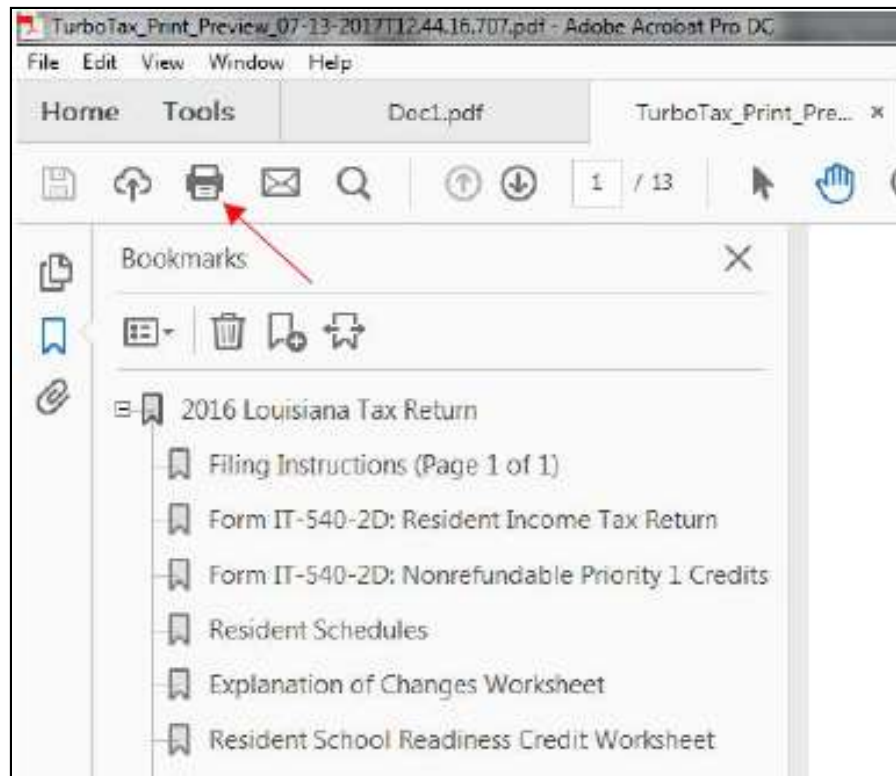 TurboTax_Print_Preview_07-13-2017T12.44.16.707.pdf - Adobe Acrobat Pro DC
File Edit View Window Help
Home Tools Doc1.pdf TurboTax_Print_Pre... ×
1 / 13
Bookmarks
2016 Louisiana Tax Return
Filing Instructions (Page 1 of 1)
Form IT-540-2D: Resident Income Tax Return
Form IT-540-2D: Nonrefundable Priority 1 Credits
Resident Schedules
Explanation of Changes Worksheet
Resident School Readiness Credit Worksheet